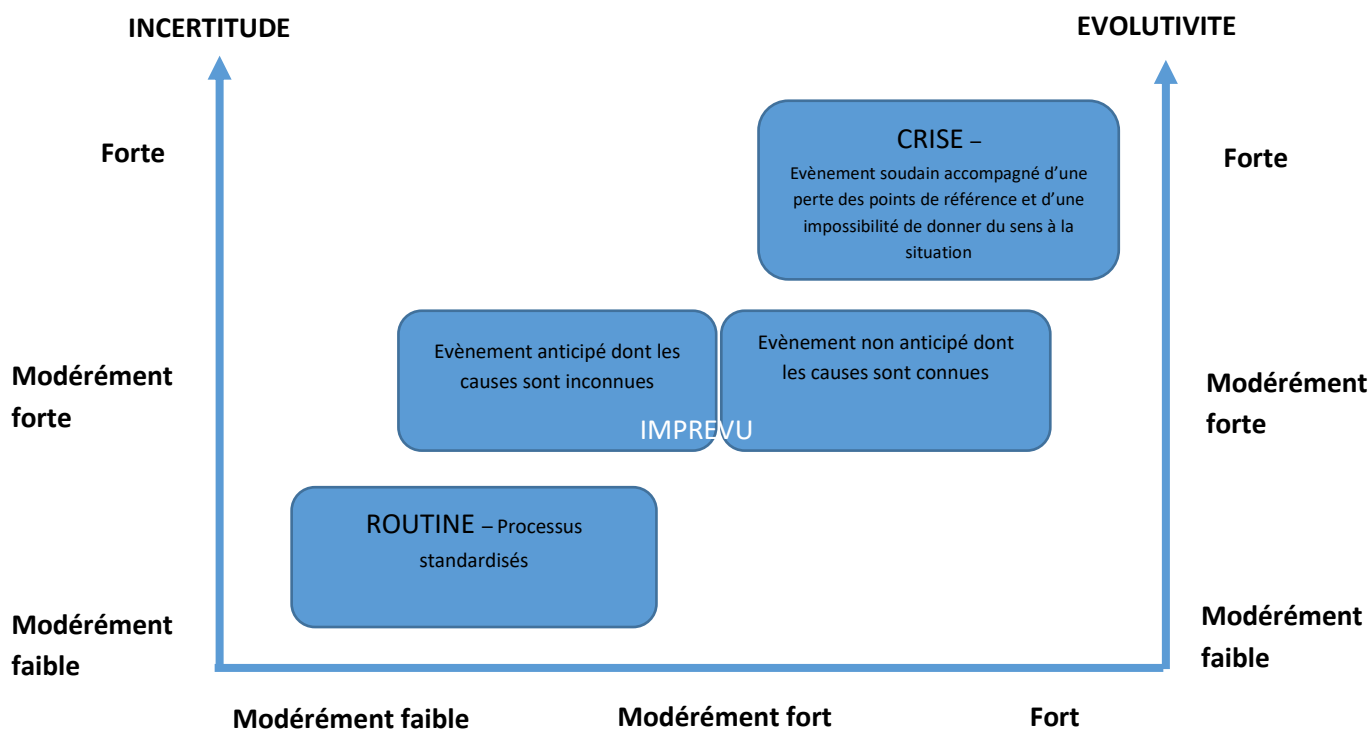 INCERTITUDE
EVOLUTIVITE
Forte
CRISE –
Evènement soudain accompagné d’une
perte des points de référence et d’une
impossibilité de donner du sens à la
situation
Forte
Modérément
forte
Evènement anticipé dont les
causes sont inconnues
Evènement non anticipé dont
les causes sont connues
IMPREVU
Modérément
forte
ROUTINE – Processus
standardisés
Modérément
faible
Modérément
faible
Modérément faible
Modérément fort
Fort